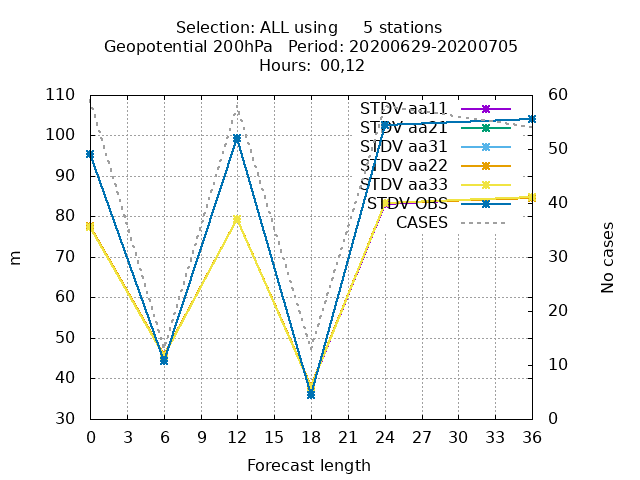 Selection: ALL using     5 stations
Geopotential 200hPa   Period: 20200629-20200705
Hours: 00,12
110
100
90
80
70
60
50
40
30
60
50
40
30
20
10
0
STDV aa11
STDV aa21
STDV aa31
STDV aa22
STDV aa33
STDV OBS
CASES
m
No cases
0 3 6 9 12 15 18 21 24 27 30 33 36
Forecast length